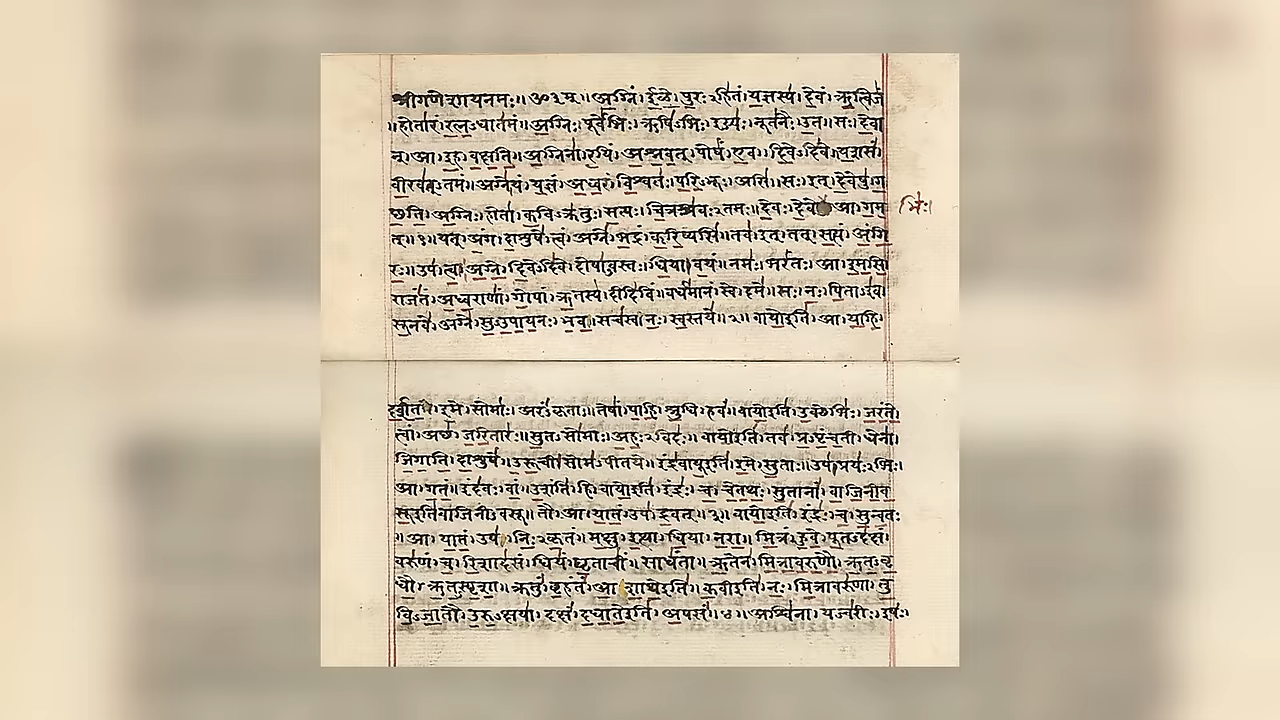 श्रीगणेशायनमः॥ॐ३म्॥अग्निं।ईळे।पुरःऽहितं।यज्ञस्य।देवं।ऋत्विजं
॥होतारं।रत्नऽधातमं॥अग्निः।पूर्वेभिः।ऋषिऽभिः।ईड्यः।नूतनैः।उत॥सः।देवा
न्।आ।इह।वक्षति॥अग्निना।रयिं।अश्नवत्।पोषं।एव।दिवेऽदिवे॥यशसं।
वीरवत्ऽतमं॥अग्ने।यं।यज्ञं।अध्वरं।विश्वतः।परिऽभूः।असि॥सः।इत्।देवेषु।ग
च्छति।अग्निः।होता।कविऽक्रतुः।सत्यः।चित्रश्रवःऽतमः॥देवः।देवे आ।गम
भिः।
त्॥१॥यत्।अंग।दाशुषे।त्वं।अग्ने।भद्रं।करिष्यसि॥तव।इत्।तत्।सत्यं।अंगि
रः॥उप।त्वा।अग्ने।दिवेऽदिवे।दोषाऽवस्तः।धिया।वयं॥नमः।भरंतः।आ।इमसि
राजंतं।अध्वराणां।गोपां।ऋतस्य।दीदिविं॥वर्धमानं।स्वे।दमे॥सः।नः।पिताऽइव।
सूनवे।अग्ने।सुऽउपायनः।भव॥सचस्व।नः।स्वस्तये॥२॥वायोइति।आ।याहि।
दर्शत।इमे।सोमाः।अरंऽकृताः॥तेषां।पाहि।श्रुधि।हवं॥वायोइति।उक्थेभिः।जरंते।
त्वां।अच्छ।जरितारः॥सुतऽसोमाः।अहःऽविदः॥वायोइति।तव।प्रऽपृंचती।धेना।
जिगाति।दाशुषे॥उरूची।सोमऽपीतये॥इंद्रवायूइति।इमे।सुताः॥उप।प्रयःऽभिः।
आ।गतं॥इंदवः।वां।उशंति।हि॥वायोइति।इंद्रः।च।चेतथः।सुतानां।वाजिनीव
सूइतिवाजिनीऽवसू॥तौ।आ।यातं।उप।द्रवत्॥३॥वायोइति।इंद्रः।च।सुन्वतः
॥आ।यातं।उप।निःऽकृतं॥मक्षु।इत्था।धिया।नरा॥मित्रं।हुवे।पूतऽदक्षं।
वरुणं।च।रिशादसं॥धियं।घृताचीं।साधंता॥ऋतेन।मित्रावरुणौ।ऋतऽवृ
धौ।ऋतऽस्पृशा॥क्रतुं।बृहंतं।आशाथेइति॥कवीइति।नः।मित्रावरुणा।तु
विऽजातौ।उरुऽक्षया।दक्षं।दधातेइति।अपसं॥४॥अश्विना।यज्वरीः।इषः।